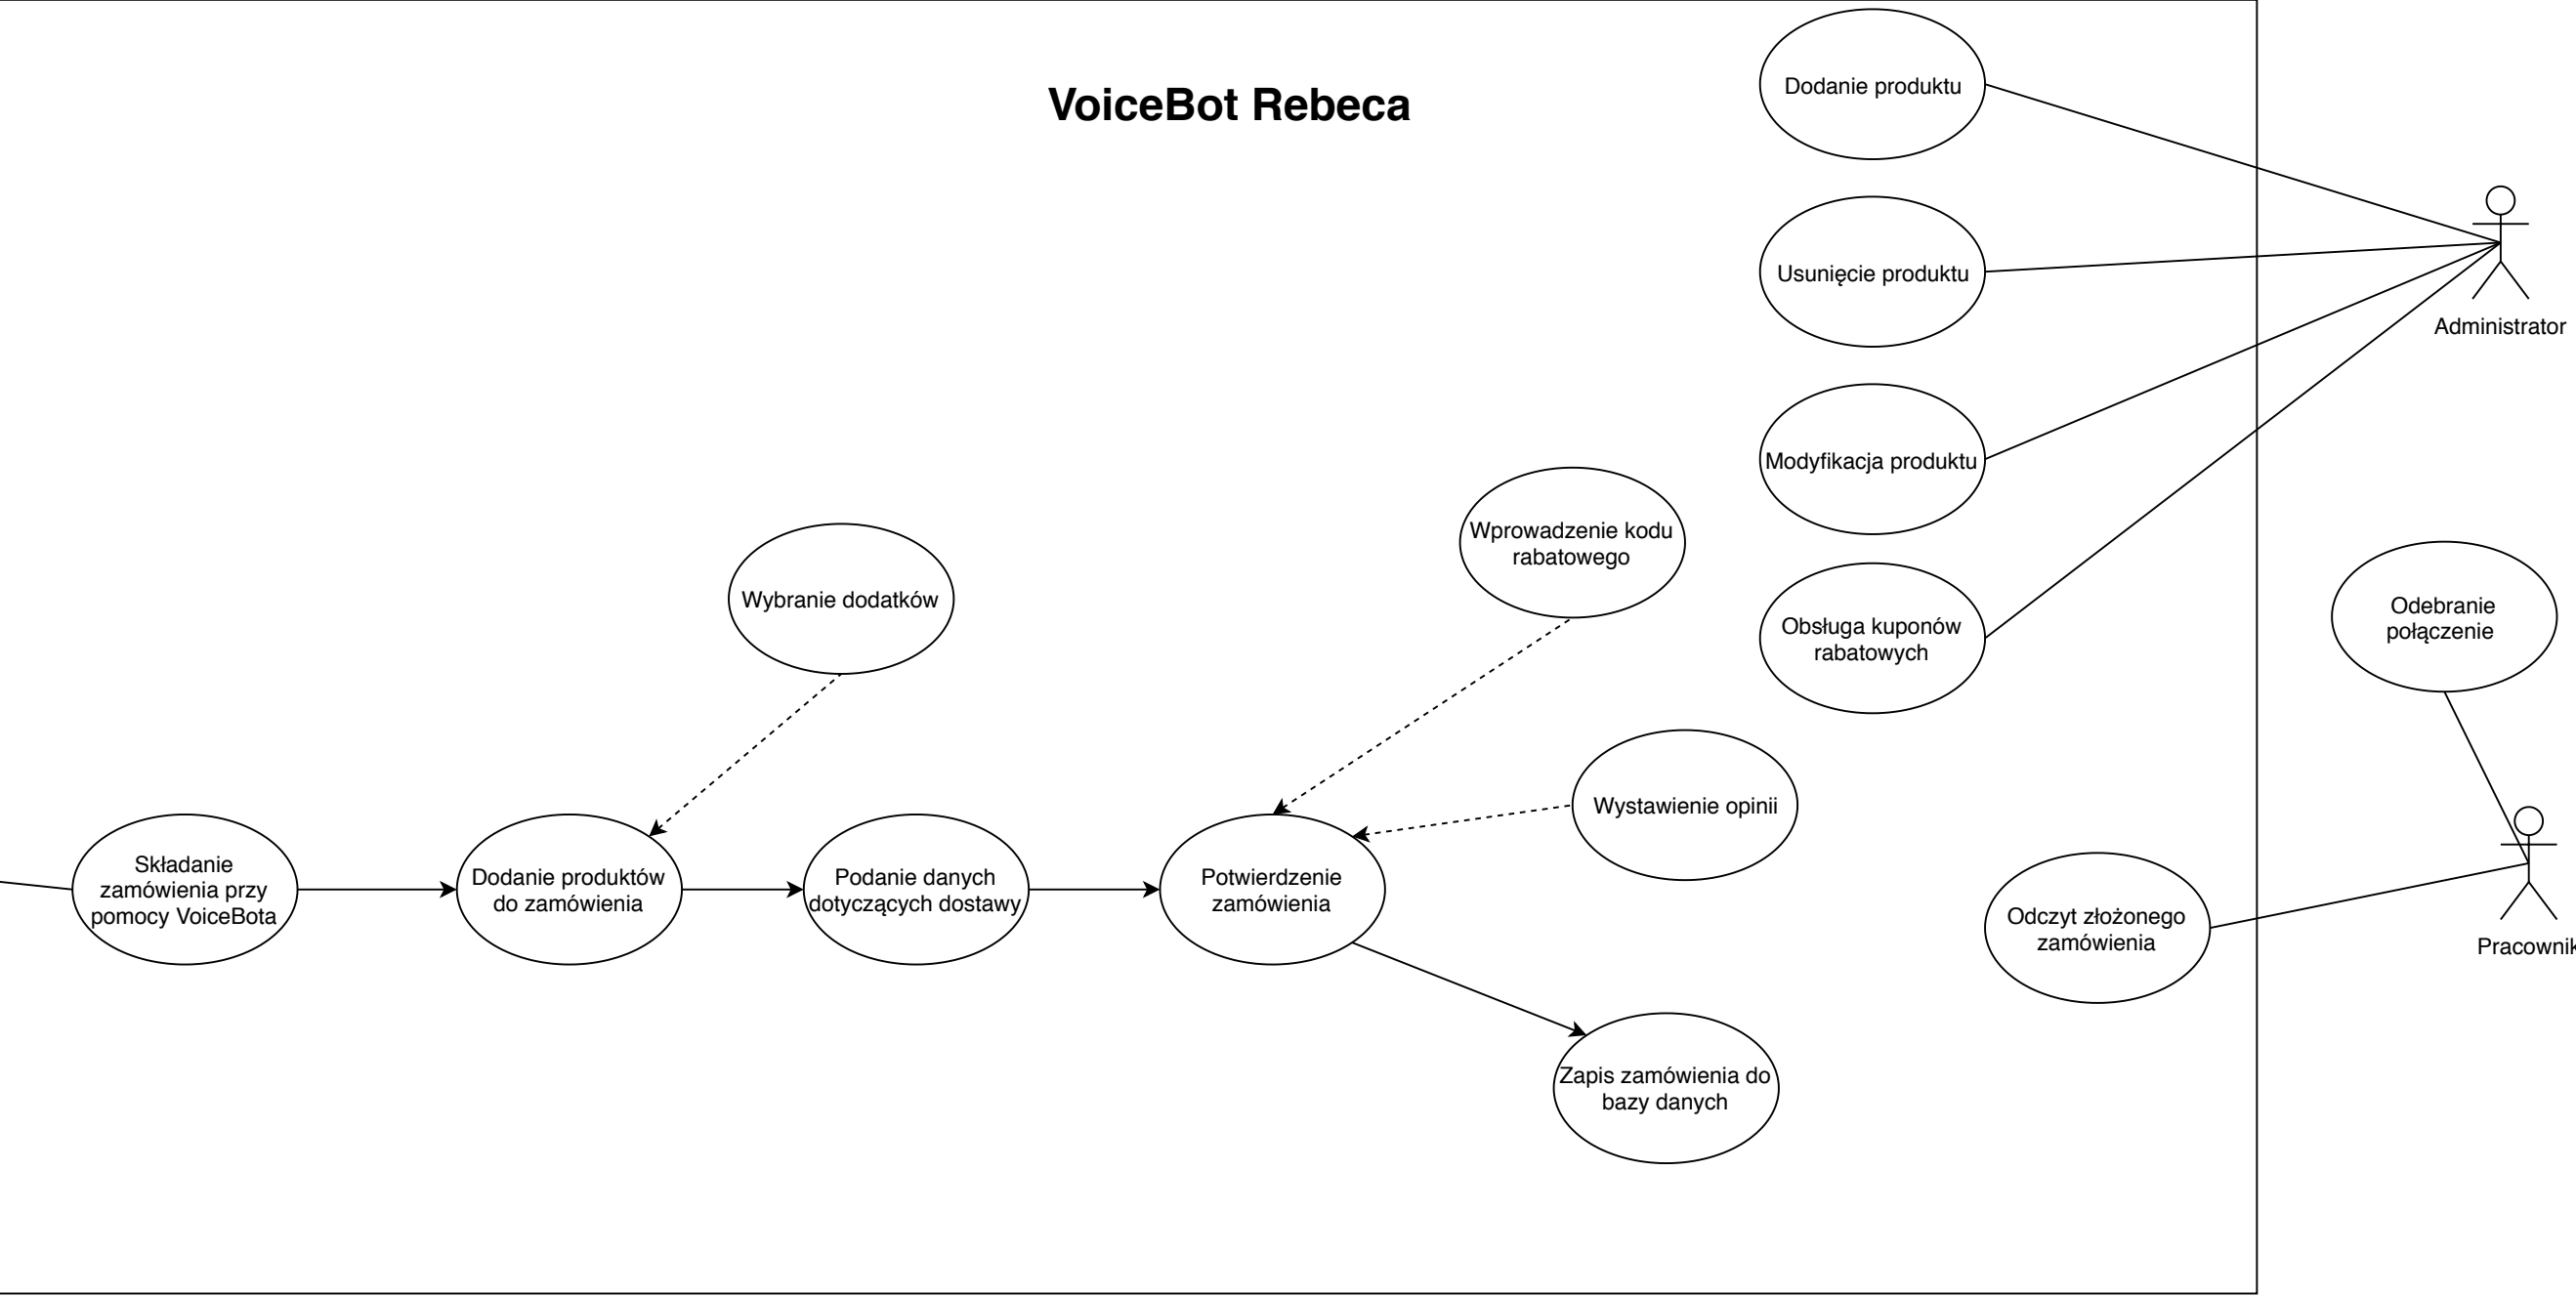 VoiceBot Rebeca
Dodanie produktu
Usunięcie produktu
Administrator
Modyfikacja produktu
Wprowadzenie kodu
rabatowego
Wybranie dodatków
Obsługa kuponów
rabatowych
Odebranie
połączenie
Wystawienie opinii
Składanie
zamówienia przy
pomocy VoiceBota
Dodanie produktów
do zamówienia
Podanie danych
dotyczących dostawy
Potwierdzenie
zamówienia
Odczyt złożonego
zamówienia
Pracownik
Zapis zamówienia do
bazy danych